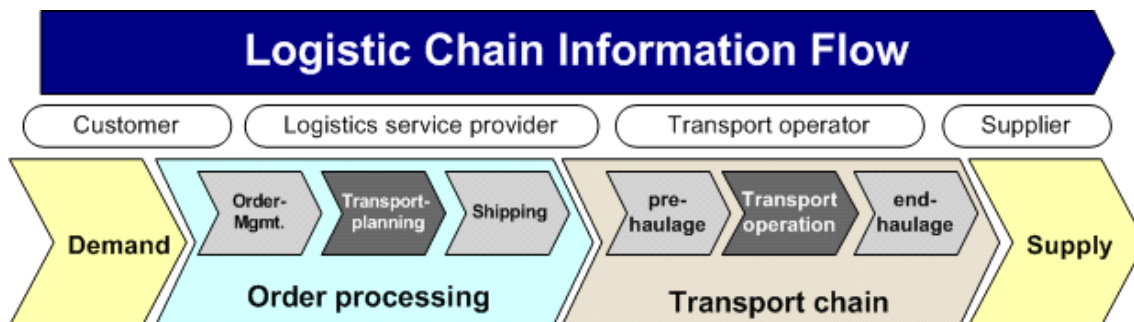 Logistic Chain Information Flow
Customer
Logistics service provider
Transport operator
Supplier
Demand
Order-
Mgmt.
Transport-
planning
Shipping
Order processing
pre-
haulage
Transport
operation
end-
haulage
Transport chain
Supply